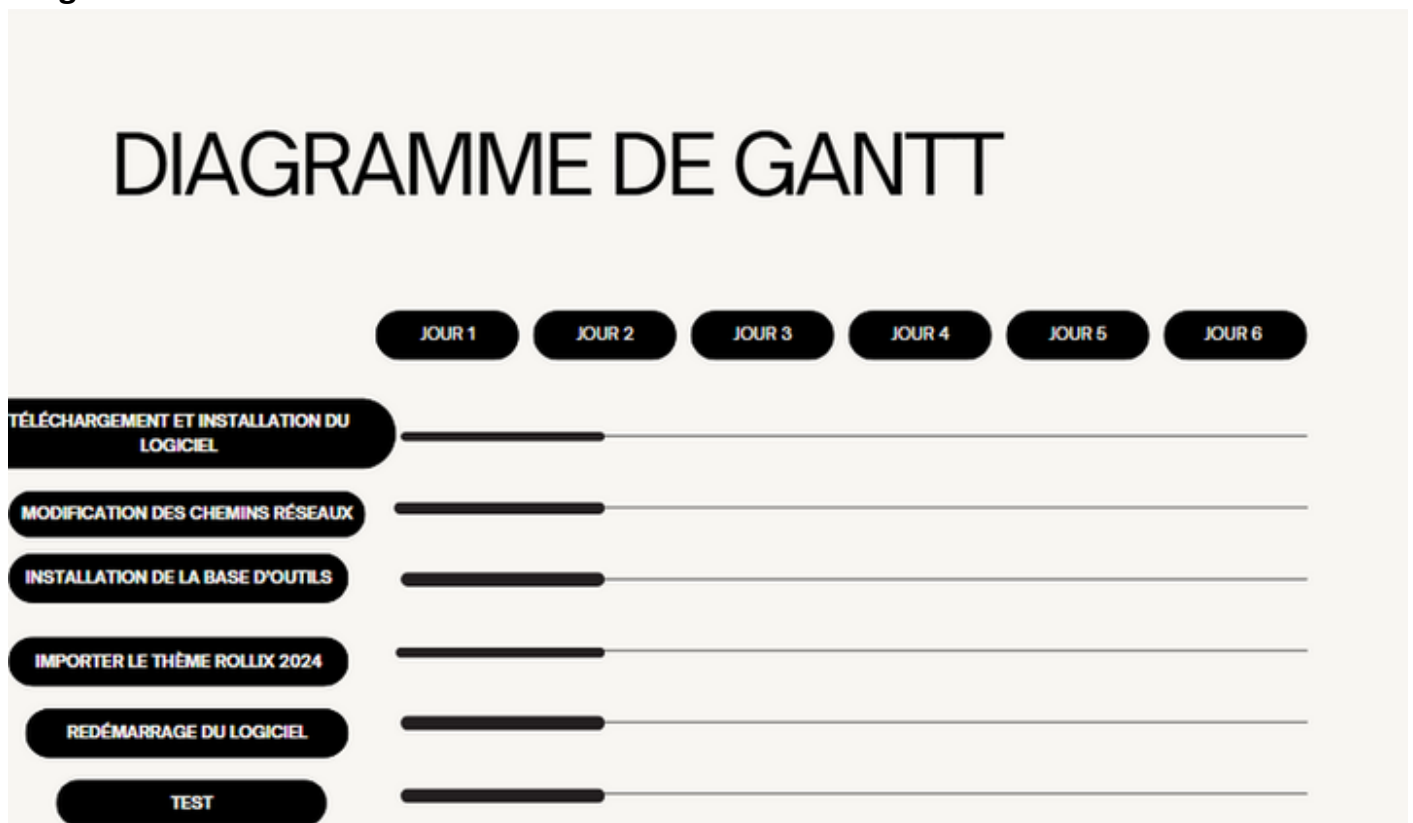 DIAGRAMME DE GANTT
JOUR 1 JOUR 2 JOUR 3 JOUR 4 JOUR 5 JOUR 6
TÉLÉCHARGEMENT ET INSTALLATION DU
LOGICIEL
MODIFICATION DES CHEMINS RÉSEAUX
INSTALLATION DE LA BASE D'OUTILS
IMPORTER LE THÈME ROLLIX 2024
REDÉMARRAGE DU LOGICIEL
TEST